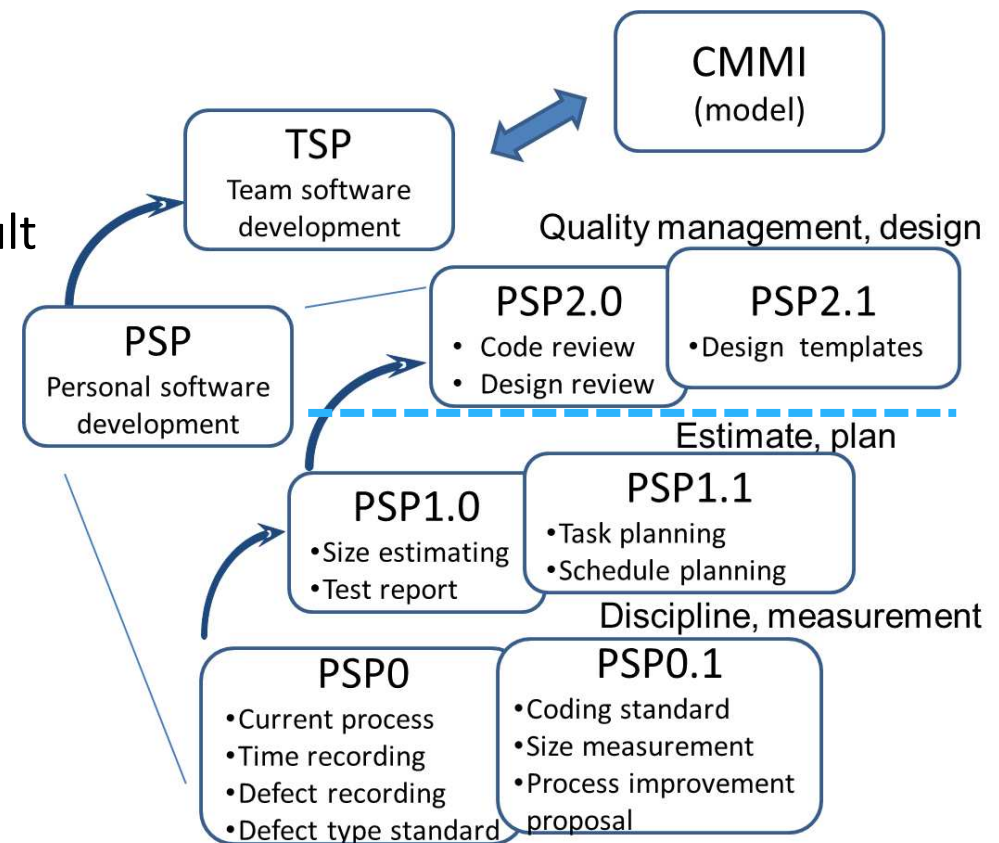 CMMI
(model)
TSP
Team software
development
Quality management, design
PSP
Personal software
development
PSP2.0
• Code review
• Design review
PSP2.1
•Design templates
Estimate, plan
PSP1.0
•Size estimating
•Test report
PSP1.1
•Task planning
•Schedule planning
Discipline, measurement
PSP0
•Current process
•Time recording
•Defect recording
•Defect type standard
PSP0.1
•Coding standard
•Size measurement
•Process improvement
proposal